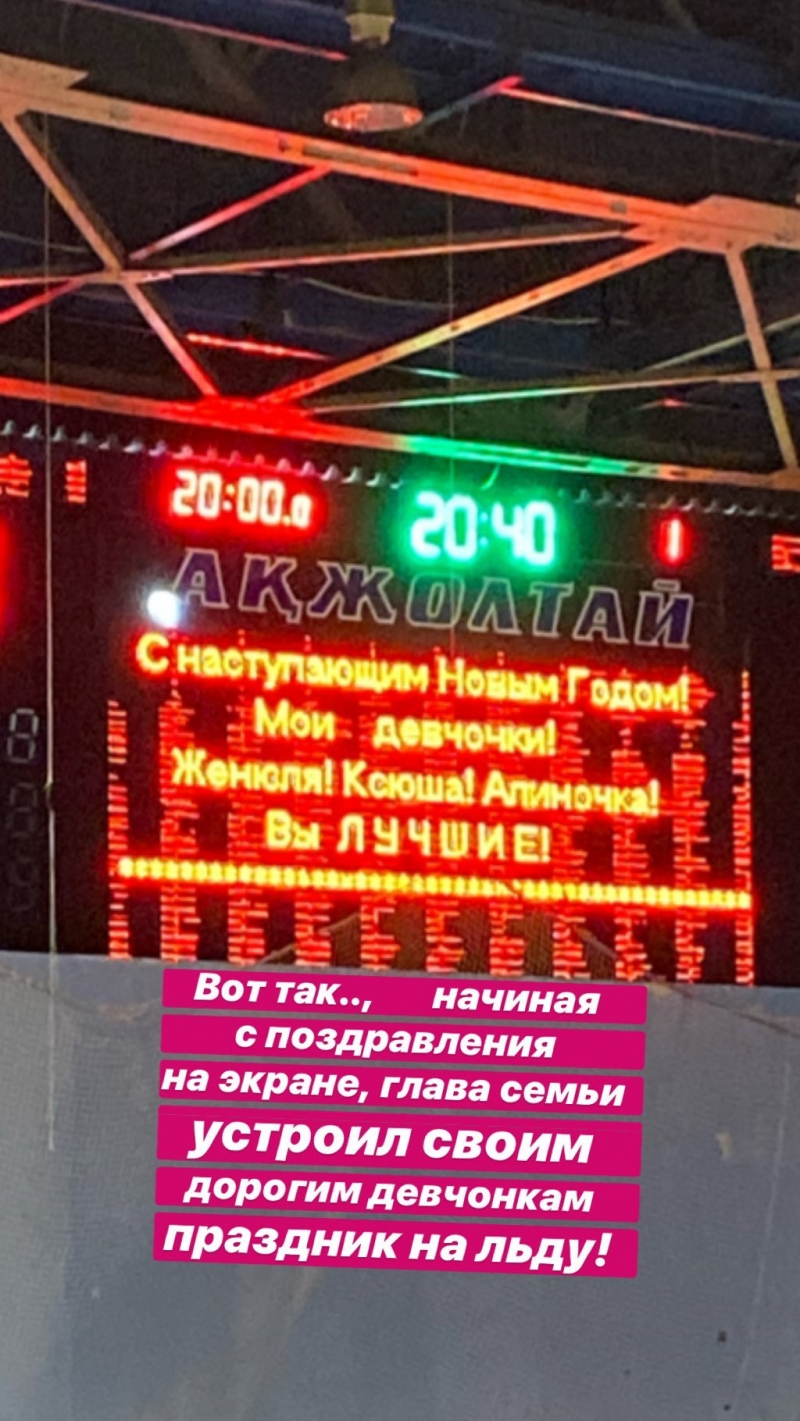 20:00.0 20:40 1
АҚЖОЛТАЙ
С наступающим Новым Годом!
Мои девчочки!
Женюля! Ксюша! Алиночка!
Вы ЛУЧШИЕ!
Вот так.., начиная
с поздравления
на экране, глава семьи
устроил своим
дорогим девчонкам
праздник на льду!